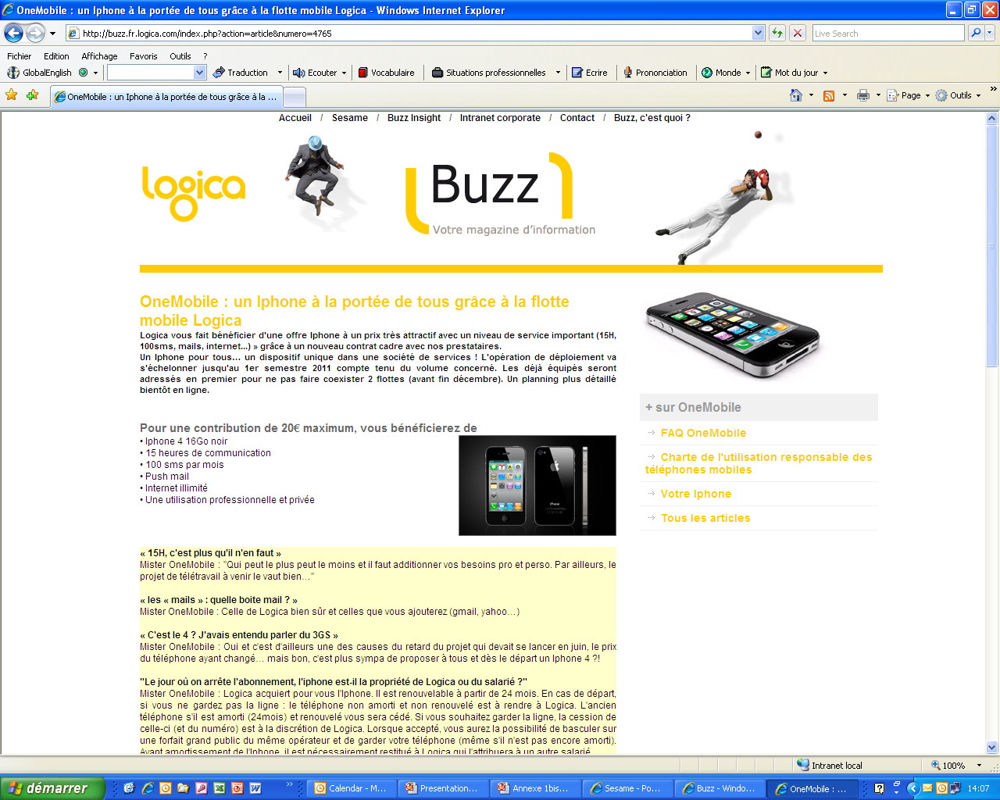 OneMobile : un Iphone à la portée de tous grâce à la flotte mobile Logica - Windows Internet Explorer
http://buzz.fr.logica.com/index.php?action=article&numero=4765
Live Search
Fichier Edition Affichage Favoris Outils ?
GlobalEnglish Traduction Ecouter Vocabulaire Situations professionnelles Ecrire Prononciation Monde Mot du jour
OneMobile : un Iphone à la portée de tous grâce à la ...
Page Outils »
Accueil / Sesame / Buzz Insight / Intranet corporate / Contact / Buzz, c'est quoi ?
logica
Buzz
Votre magazine d'information
OneMobile : un Iphone à la portée de tous grâce à la flotte
mobile Logica
Logica vous fait bénéficier d'une offre Iphone à un prix très attractif avec un niveau de service important (15H,
100sms, mails, internet...) » grâce à un nouveau contrat cadre avec nos prestataires.
Un Iphone pour tous... un dispositif unique dans une société de services ! L'opération de déploiement va
s'échelonner jusqu'au 1er semestre 2011 compte tenu du volume concerné. Les déjà équipés seront
adressés en premier pour ne pas faire coexister 2 flottes (avant fin décembre). Un planning plus détaillé
bientôt en ligne.
Pour une contribution de 20€ maximum, vous bénéficierez de
• Iphone 4 16Go noir
• 15 heures de communication
• 100 sms par mois
• Push mail
• Internet illimité
• Une utilisation professionnelle et privée
iPhone
« 15H, c'est plus qu'il n'en faut »
Mister OneMobile : "Qui peut le plus peut le moins et il faut additionner vos besoins pro et perso. Par ailleurs, le
projet de télétravail à venir le vaut bien..."
« les « mails » : quelle boite mail ? »
Mister OneMobile : Celle de Logica bien sûr et celles que vous ajouterez (gmail, yahoo...)
« C'est le 4 ? J'avais entendu parler du 3GS »
Mister OneMobile : Oui et c'est d'ailleurs une des causes du retard du projet qui devait se lancer en juin, le prix
du téléphone ayant changé... mais bon, c'est plus sympa de proposer à tous et dès le départ un Iphone 4 ?!
"Le jour où on arrête l'abonnement, l'iphone est-il la propriété de Logica ou du salarié ?"
Mister OneMobile : Logica acquiert pour vous l'Iphone. Il est renouvelable à partir de 24 mois. En cas de départ,
si vous ne gardez pas la ligne : le téléphone non amorti et non renouvelé est à rendre à Logica. L'ancien
téléphone s'il est amorti (24mois) et renouvelé vous sera cédé. Si vous souhaitez garder la ligne, la cession de
celle-ci (et du numéro) est à la discrétion de Logica. Lorsque accepté, vous aurez la possibilité de basculer sur
une forfait grand public du même opérateur et de garder votre téléphone (même s'il n'est pas encore amorti).
Avant amortissement de l'Iphone, il est nécessairement restitué à Logica qui l'attribuera à un autre salarié
+ sur OneMobile
FAQ OneMobile
Charte de l'utilisation responsable des
téléphones mobiles
Votre Iphone
Tous les articles
Intranet local
100%
démarrer
»
Calendar - M...
Presentation...
Annexe 1bis...
Sesame - Po...
Buzz - Windo...
OneMobile : ...
14:07